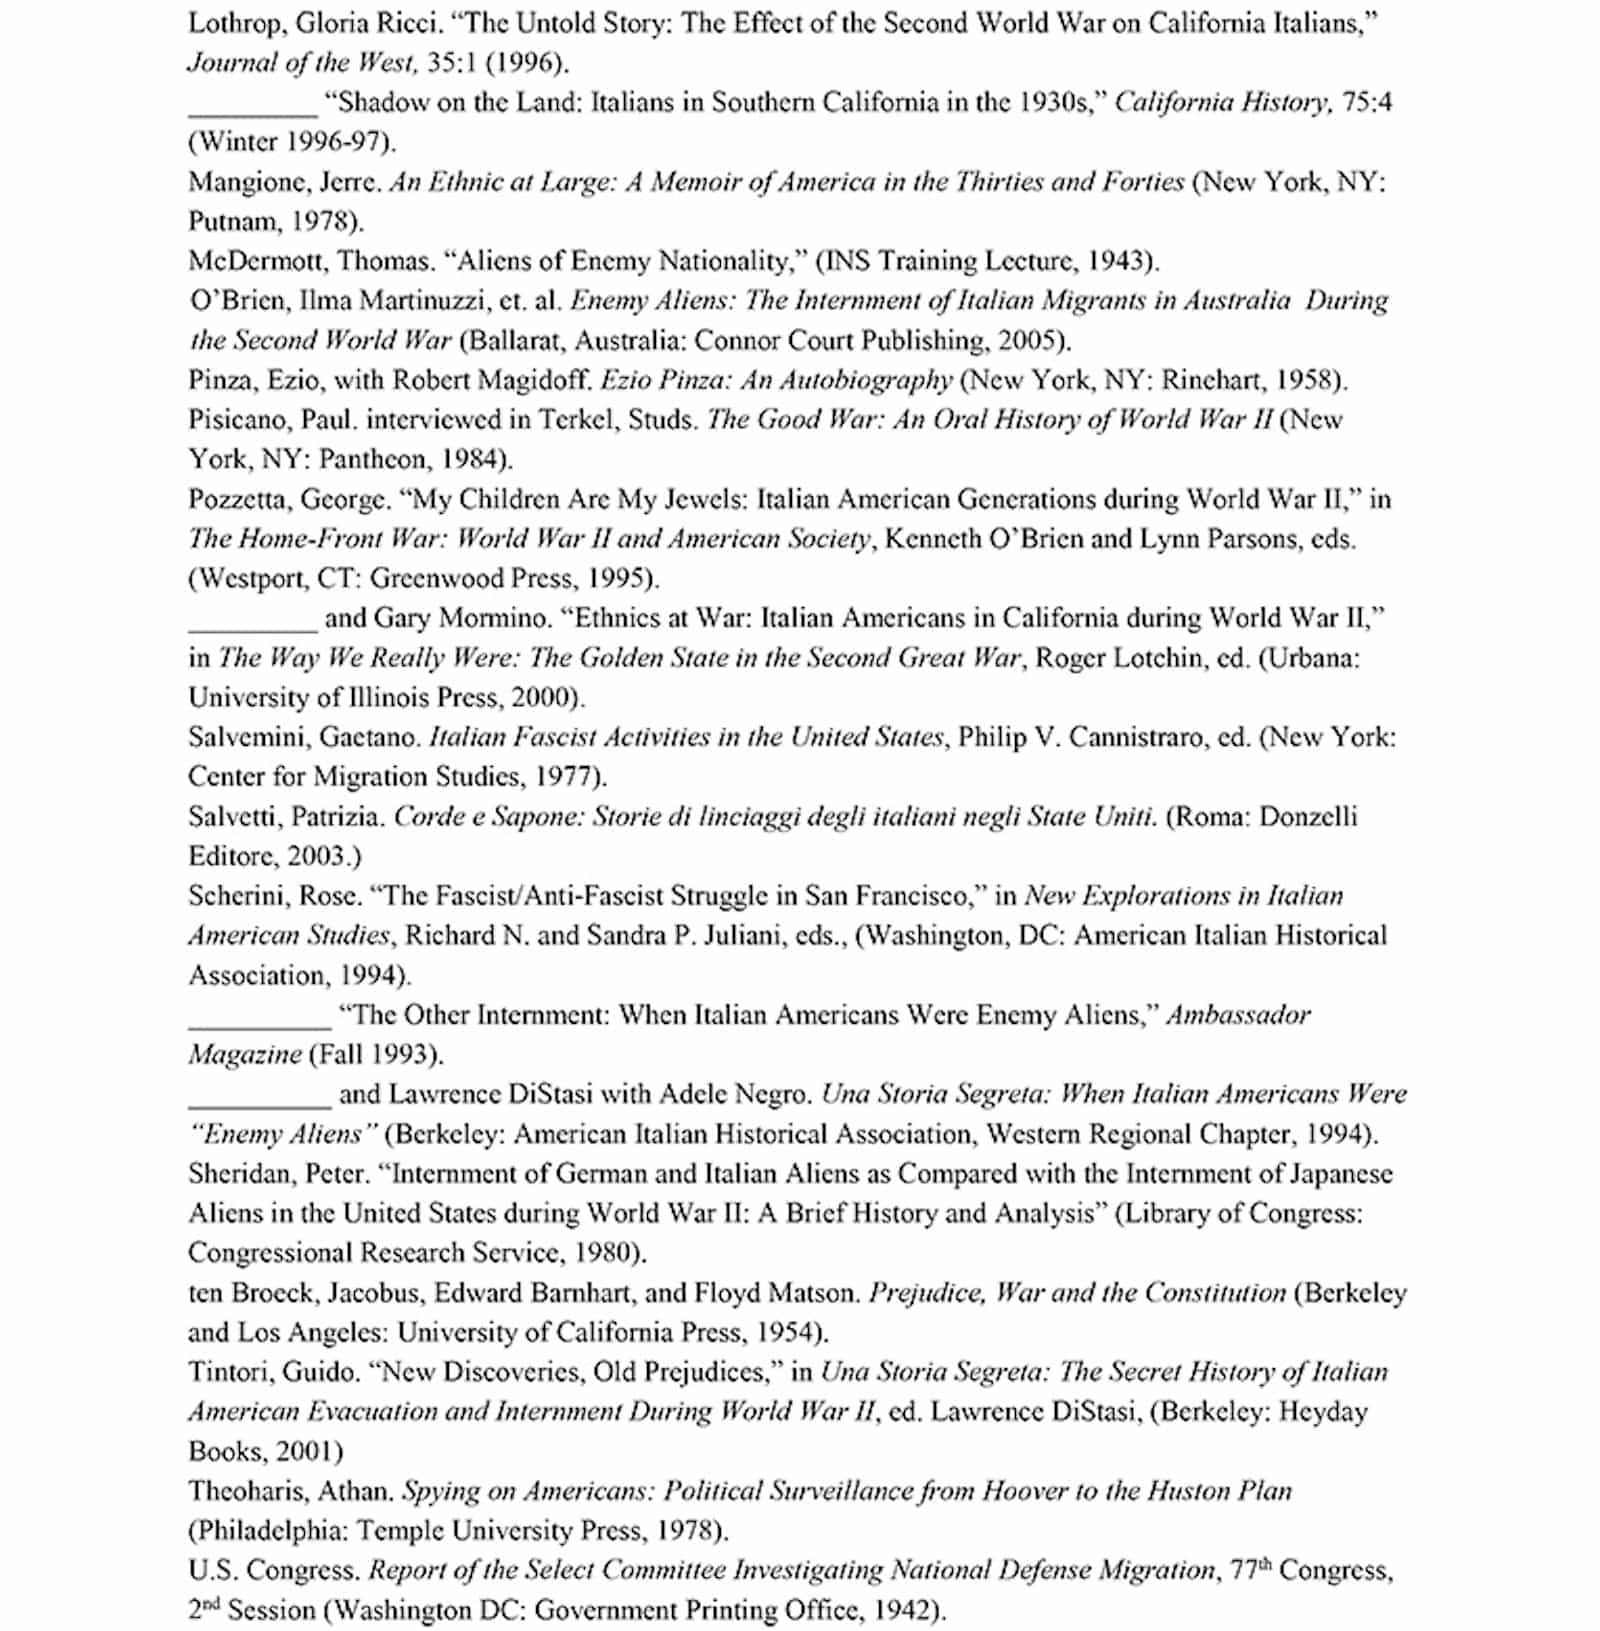 Lothrop, Gloria Ricci. “The Untold Story: The Effect of the Second World War on California Italians,”
Journal of the West, 35:1 (1996).
__________ “Shadow on the Land: Italians in Southern California in the 1930s,” California History, 75:4
(Winter 1996-97).
Mangione, Jerre. An Ethnic at Large: A Memoir of America in the Thirties and Forties (New York, NY:
Putnam, 1978).
McDermott, Thomas. “Aliens of Enemy Nationality,” (INS Training Lecture, 1943).
O’Brien, Ilma Martinuzzi, et. al. Enemy Aliens: The Internment of Italian Migrants in Australia During
the Second World War (Ballarat, Australia: Connor Court Publishing, 2005).
Pinza, Ezio, with Robert Magidoff. Ezio Pinza: An Autobiography (New York, NY: Rinehart, 1958).
Pisicano, Paul. interviewed in Terkel, Studs. The Good War: An Oral History of World War II (New
York, NY: Pantheon, 1984).
Pozzetta, George. “My Children Are My Jewels: Italian American Generations during World War II,” in
The Home-Front War: World War II and American Society, Kenneth O’Brien and Lynn Parsons, eds.
(Westport, CT: Greenwood Press, 1995).
__________ and Gary Mormino. “Ethnics at War: Italian Americans in California during World War II,”
in The Way We Really Were: The Golden State in the Second Great War, Roger Lotchin, ed. (Urbana:
University of Illinois Press, 2000).
Salvemini, Gaetano. Italian Fascist Activities in the United States, Philip V. Cannistraro, ed. (New York:
Center for Migration Studies, 1977).
Salvetti, Patrizia. Corde e Sapone: Storie di linciaggi degli italiani negli State Uniti. (Roma: Donzelli
Editore, 2003.)
Scherini, Rose. “The Fascist/Anti-Fascist Struggle in San Francisco,” in New Explorations in Italian
American Studies, Richard N. and Sandra P. Juliani, eds., (Washington, DC: American Italian Historical
Association, 1994).
___________ “The Other Internment: When Italian Americans Were Enemy Aliens,” Ambassador
Magazine (Fall 1993).
___________ and Lawrence DiStasi with Adele Negro. Una Storia Segreta: When Italian Americans Were
“Enemy Aliens” (Berkeley: American Italian Historical Association, Western Regional Chapter, 1994).
Sheridan, Peter. “Internment of German and Italian Aliens as Compared with the Internment of Japanese
Aliens in the United States during World War II: A Brief History and Analysis” (Library of Congress:
Congressional Research Service, 1980).
ten Broeck, Jacobus, Edward Barnhart, and Floyd Matson. Prejudice, War and the Constitution (Berkeley
and Los Angeles: University of California Press, 1954).
Tintori, Guido. “New Discoveries, Old Prejudices,” in Una Storia Segreta: The Secret History of Italian
American Evacuation and Internment During World War II, ed. Lawrence DiStasi, (Berkeley: Heyday
Books, 2001)
Theoharis, Athan. Spying on Americans: Political Surveillance from Hoover to the Huston Plan
(Philadelphia: Temple University Press, 1978).
U.S. Congress. Report of the Select Committee Investigating National Defense Migration, 77th Congress,
2nd Session (Washington DC: Government Printing Office, 1942).